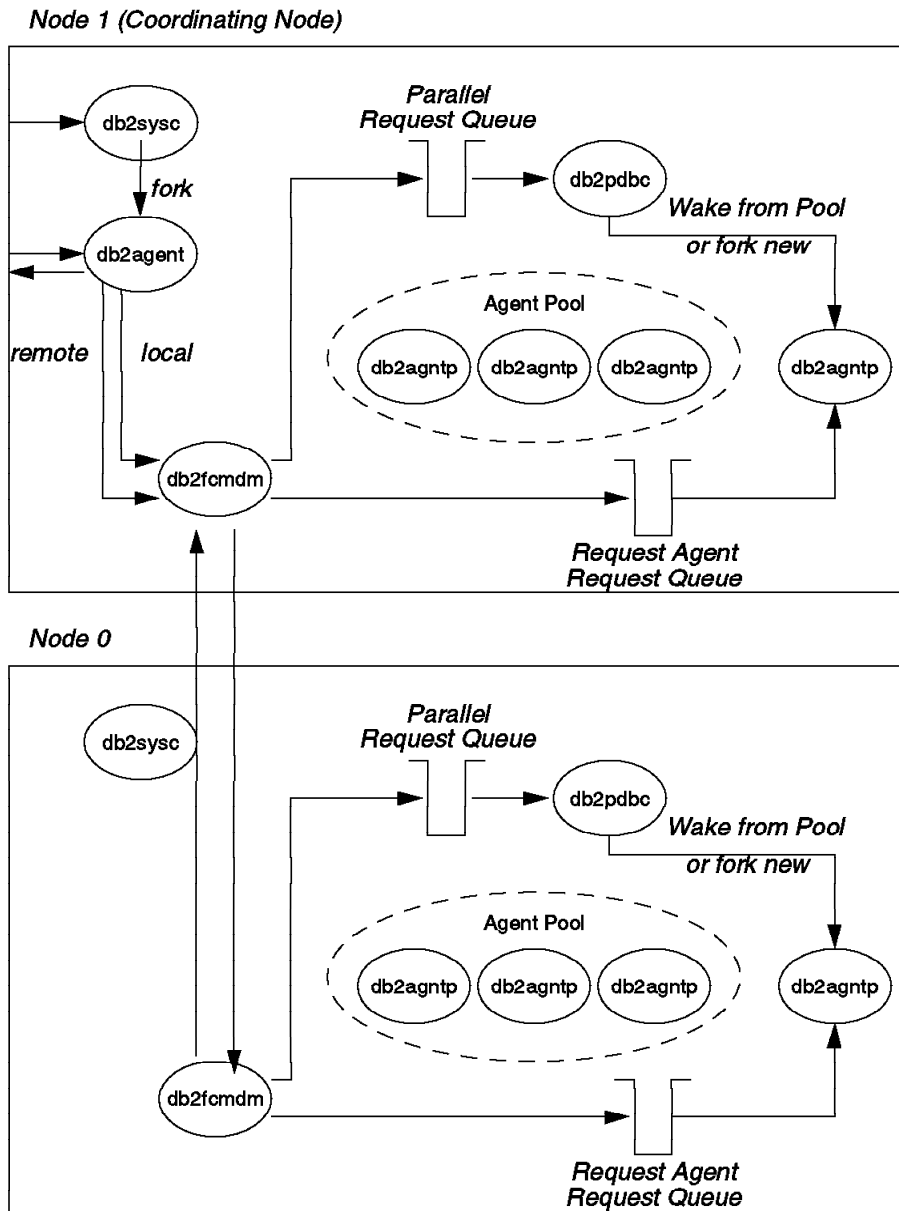 Node 1 (Coordinating Node)
Parallel
Request Queue
db2sysc
fork
db2pdbc
Wake from Pool
or fork new
db2agent
Agent Pool
remote
local
db2agntp
db2agntp
db2agntp
db2agntp
db2fcmdm
Request Agent
Request Queue
Node 0
Parallel
Request Queue
db2sysc
db2pdbc
Wake from Pool
or fork new
Agent Pool
db2agntp
db2agntp
db2agntp
db2agntp
db2fcmdm
Request Agent
Request Queue